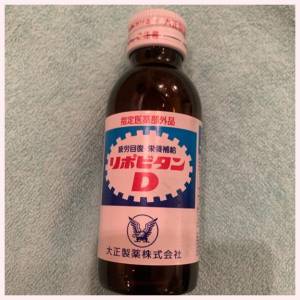 指定医薬部外品
疲労回復・栄養補給
リポビタン
D
大正製薬株式会社